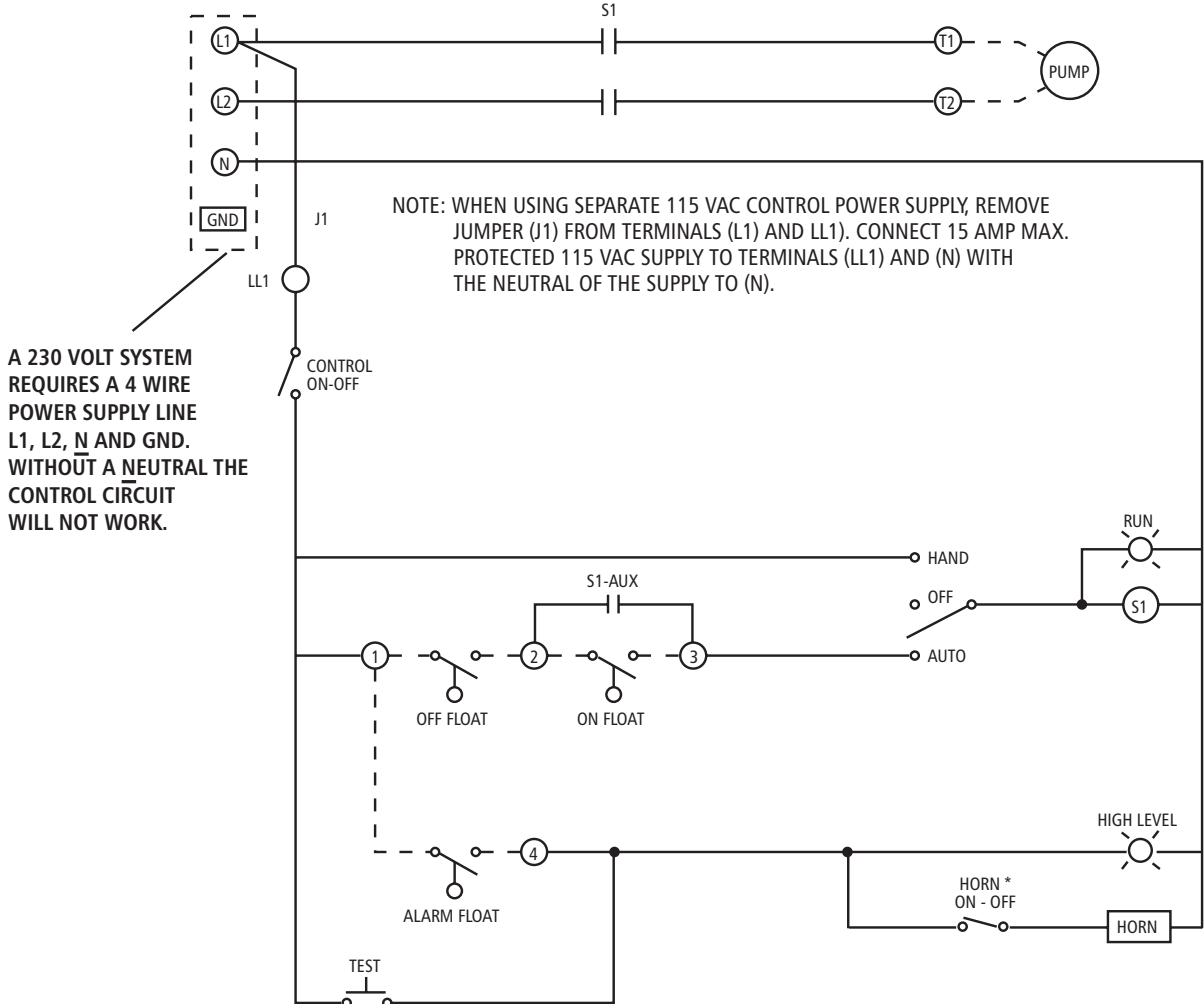 S1
L1
T1
PUMP
L2
T2
N
GND
J1
NOTE: WHEN USING SEPARATE 115 VAC CONTROL POWER SUPPLY, REMOVE
JUMPER (J1) FROM TERMINALS (L1) AND LL1). CONNECT 15 AMP MAX.
PROTECTED 115 VAC SUPPLY TO TERMINALS (LL1) AND (N) WITH
THE NEUTRAL OF THE SUPPLY TO (N).
LL1
A 230 VOLT SYSTEM
REQUIRES A 4 WIRE
POWER SUPPLY LINE
L1, L2, N AND GND.
WITHOUT A NEUTRAL THE
CONTROL CIRCUIT
WILL NOT WORK.
CONTROL
ON-OFF
RUN
HAND
S1-AUX
OFF
S1
1
2
3
AUTO
OFF FLOAT
ON FLOAT
HIGH LEVEL
4
ALARM FLOAT
HORN *
ON - OFF
HORN
TEST